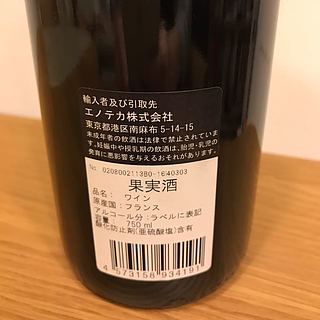 輸入者及び引取先
エノテカ株式会社
東京都港区南麻布 5-14-15
未成年者の飲酒は法律で禁止されていま
す。妊娠中や授乳期の飲酒は、胎児・乳児の
発育に悪影響を与えるおそれがあります。
No. 0208002113B0-1640303
果実酒
品名: ワイン
原産国: フランス
アルコール分:ラベルに表記
容量: 750 ml
酸化防止剤(亜硫酸塩)含有
4 573158 934191